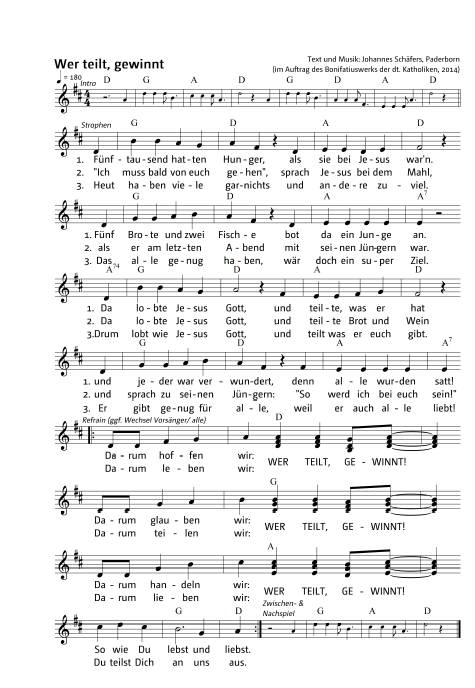 Wer teilt, gewinnt
Text und Musik: Johannes Schäfers, Paderborn
(im Auftrag des Bonifatiuswerks der dt. Katholiken, 2014)
♩ = 180
Intro D G A D G D A D
Strophen G D A D
1. Fünf - tau - send hat - ten Hun - ger, als sie bei Je - sus war'n.
2. "Ich muss bald von euch ge - hen", sprach Je - sus bei dem Mahl,
3. Heut ha - ben vie - le gar - nichts und an - de - re zu - viel.
G D A A7
1. Fünf Bro - te und zwei Fisch - e bot da ein Jun - ge an.
2. als er am letz - ten A - bend mit sei - nen Jüngern war.
3. Das al - le ge - nug ha - ben, wär doch ein su - per Ziel.
A74 G D A D
1. Da lo - bte Je - sus Gott, und teil - te, was er hat
2. Da lo - bte Je - sus Gott, und teil - te Brot und Wein
3. Drum lobt wie Je - sus Gott, und teilt was er euch gibt.
G D A A7
1. und je - der war ver - wun - dert, denn al - le wur - den satt!
2. und sprach zu sei - nen Jün - gern: "So werd ich bei euch sein!"
3. Er gibt ge - nug für al - le, weil er auch al - le liebt!
Refrain (ggf. Wechsel Vorsänger/ alle) D
Da - rum hof - fen wir: WER TEILT, GE - WINNT!
Da - rum le - ben wir:
G
Da - rum glau - ben wir: WER TEILT, GE - WINNT!
Da - rum tei - len wir:
A
Da - rum han - deln wir: WER TEILT, GE - WINNT!
Da - rum lie - ben wir:
Zwischen- &
Nachspiel
G D G A D
So wie Du lebst und liebst.
Du teilst Dich an uns aus.